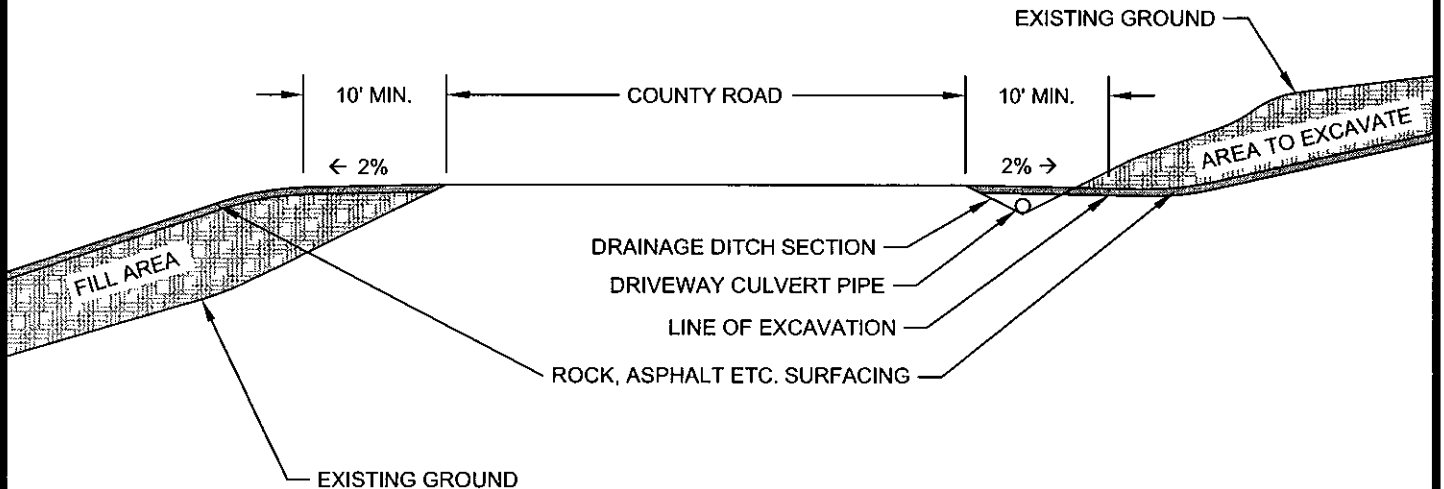 EXISTING GROUND
10' MIN.
COUNTY ROAD
10' MIN.
← 2%
2% →
AREA TO EXCAVATE
FILL AREA
DRAINAGE DITCH SECTION
DRIVEWAY CULVERT PIPE
LINE OF EXCAVATION
ROCK, ASPHALT ETC. SURFACING
EXISTING GROUND